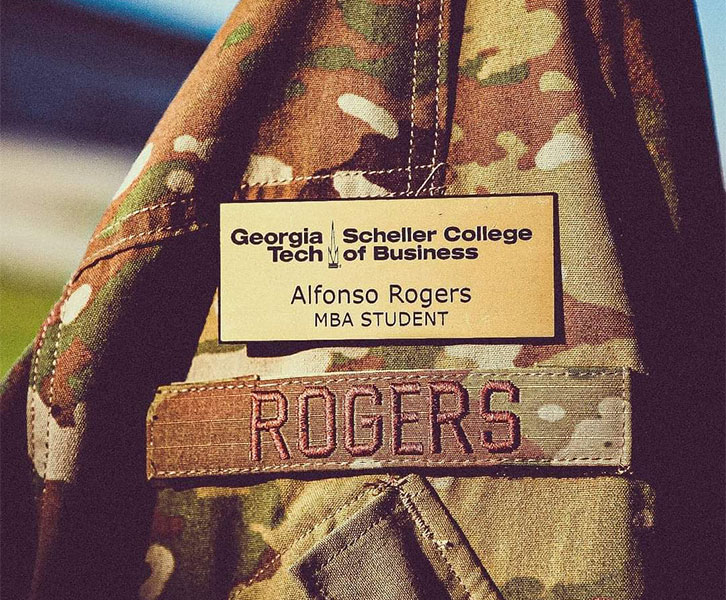 Georgia Tech
Scheller College of Business
Alfonso Rogers
MBA STUDENT
ROGERS